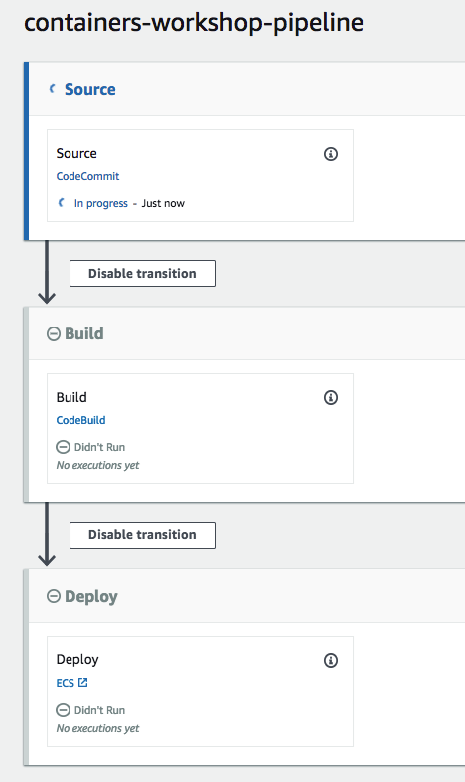 containers-workshop-pipeline
Source
Source
CodeCommit
In progress - Just now
Disable transition
Build
Build
CodeBuild
Didn't Run
No executions yet
Disable transition
Deploy
Deploy
ECS
Didn't Run
No executions yet